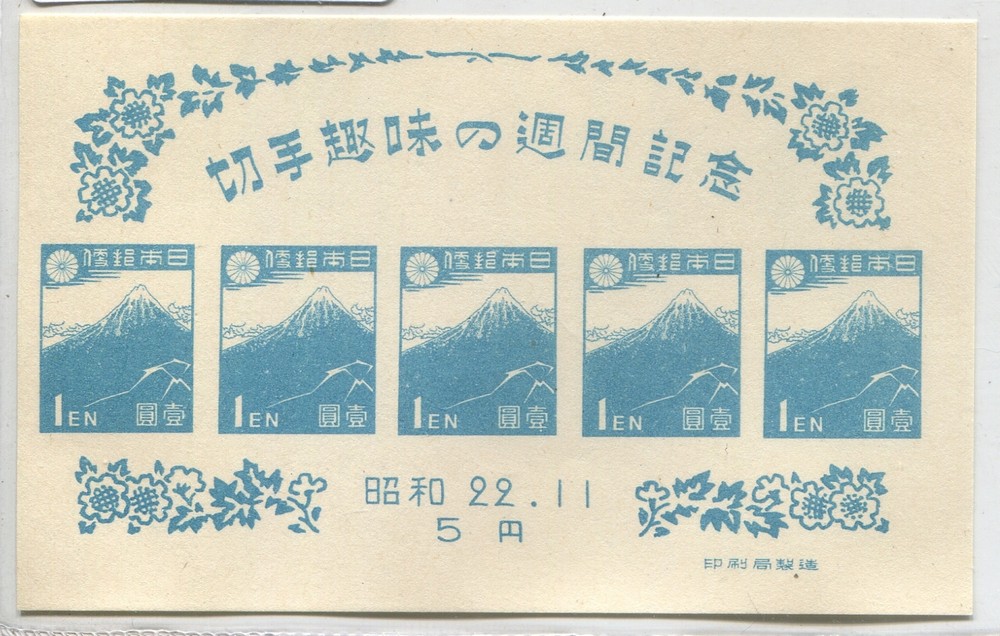 切手趣味の週間記念
日本郵便 日本郵便 日本郵便 日本郵便 日本郵便
1EN 壹圓 1EN 壹圓 1EN 壹圓 1EN 壹圓 1EN 壹圓
昭和 22.11
5 円
印刷局製造